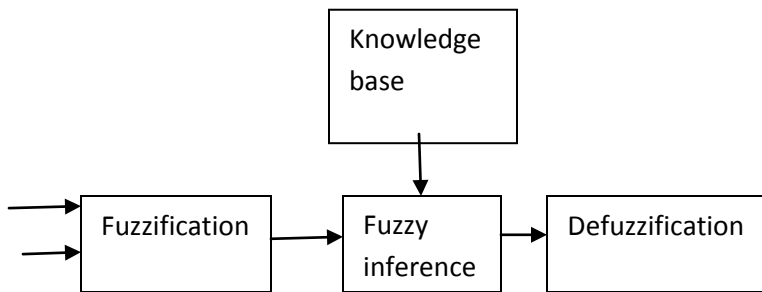 Knowledge
base
Fuzzification
Fuzzy
inference
Defuzzification